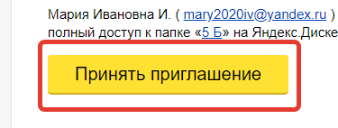 Мария Ивановна И. ( mary2020iv@yandex.ru )
полный доступ к папке «5 Б» на Яндекс.Диске
Принять приглашение